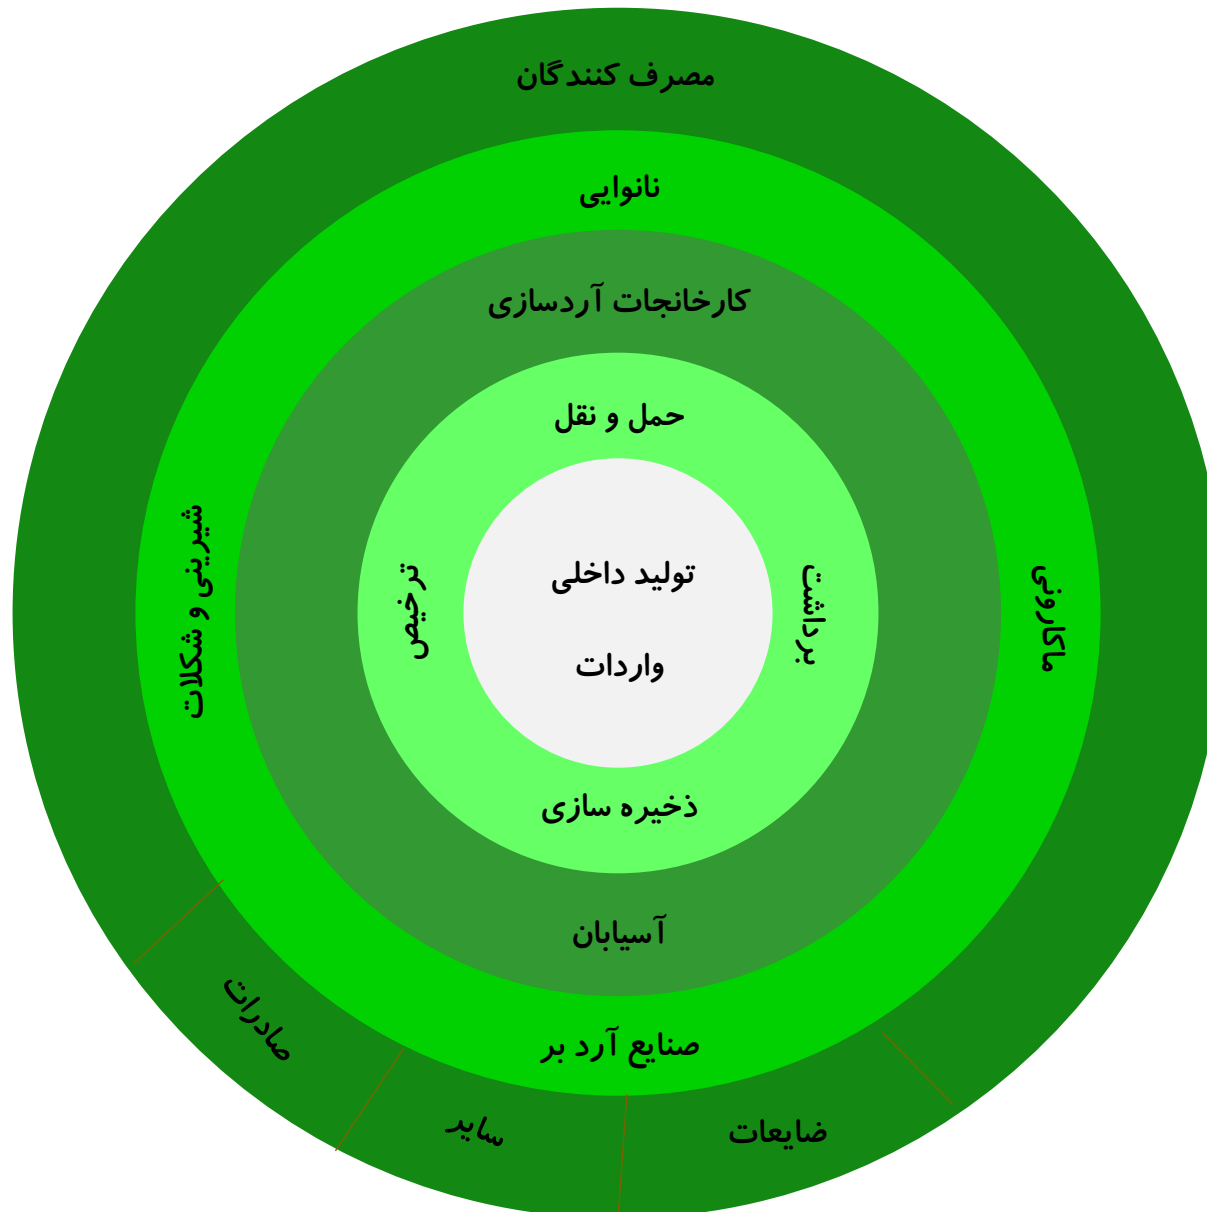 مصرف کنندگان
نانوایی
کارخانجات آردسازی
حمل و نقل
تولید داخلی
واردات
برداشت
ترخیص
ماکارونی
شیرینی و شکلات
ذخیره سازی
آسیابان
صنایع آرد بر
صادرات
سایر
ضایعات